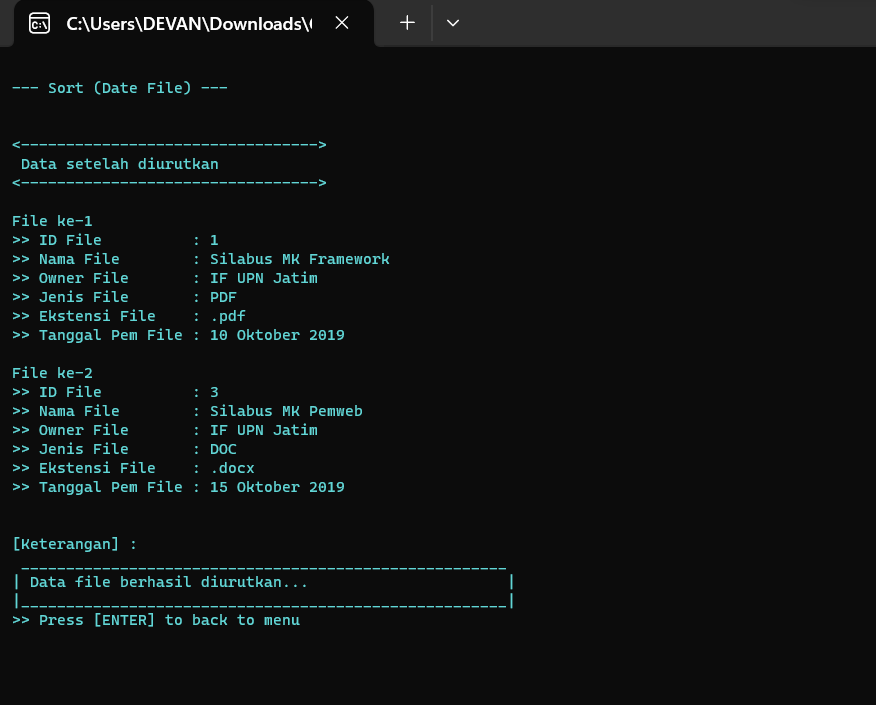 C:\Users\DEVAN\Downloads\
--- Sort (Date File) ---
<--------------------------------->
Data setelah diurutkan
<--------------------------------->
File ke-1
>> ID File : 1
>> Nama File : Silabus MK Framework
>> Owner File : IF UPN Jatim
>> Jenis File : PDF
>> Ekstensi File : .pdf
>> Tanggal Pem File : 10 Oktober 2019
File ke-2
>> ID File : 3
>> Nama File : Silabus MK Pemweb
>> Owner File : IF UPN Jatim
>> Jenis File : DOC
>> Ekstensi File : .docx
>> Tanggal Pem File : 15 Oktober 2019
[Keterangan] :
| Data file berhasil diurutkan... |
>> Press [ENTER] to back to menu